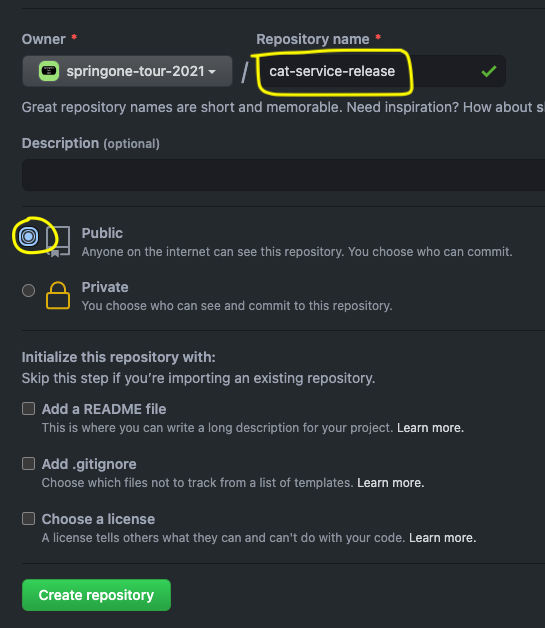 Owner *
Repository name *
springone-tour-2021
/
cat-service-release
Great repository names are short and memorable. Need inspiration? How about
Description (optional)
Public
Anyone on the internet can see this repository. You choose who can commit.
Private
You choose who can see and commit to this repository.
Initialize this repository with:
Skip this step if you're importing an existing repository.
Add a README file
This is where you can write a long description for your project. Learn more.
Add .gitignore
Choose which files not to track from a list of templates. Learn more.
Choose a license
A license tells others what they can and can't do with your code. Learn more.
Create repository